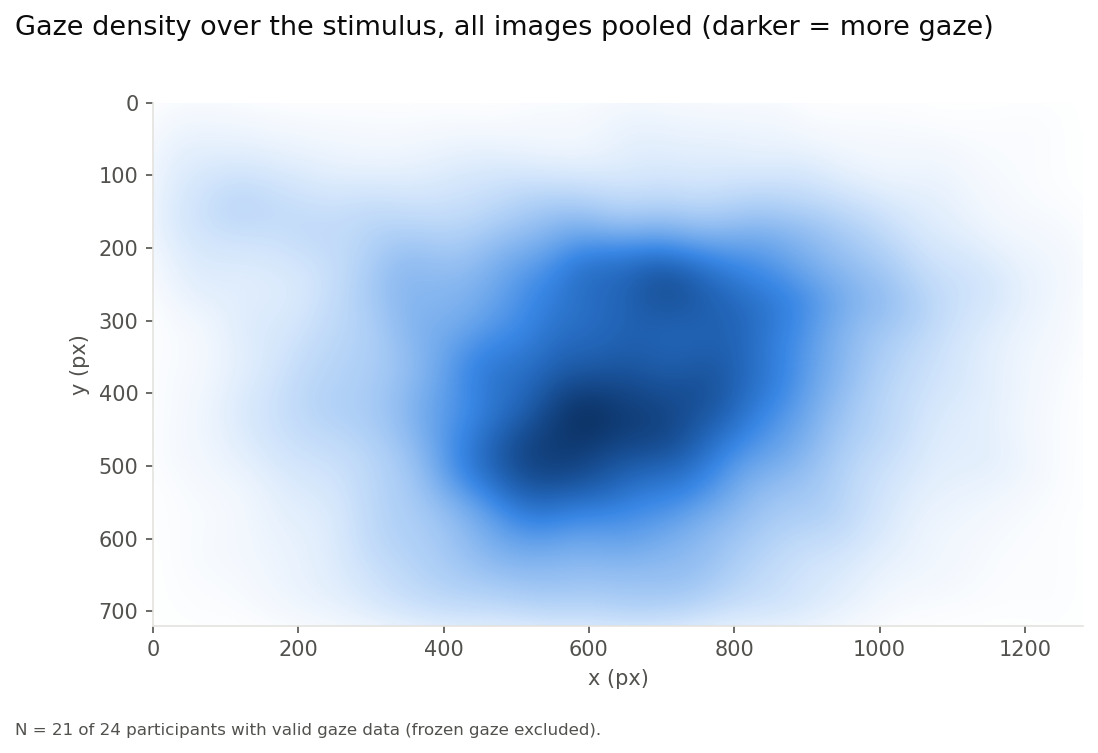 Gaze density over the stimulus, all images pooled (darker = more gaze)
0
100
200
300
400
500
600
700
y (px)
0 200 400 600 800 1000 1200
x (px)
N = 21 of 24 participants with valid gaze data (frozen gaze excluded).